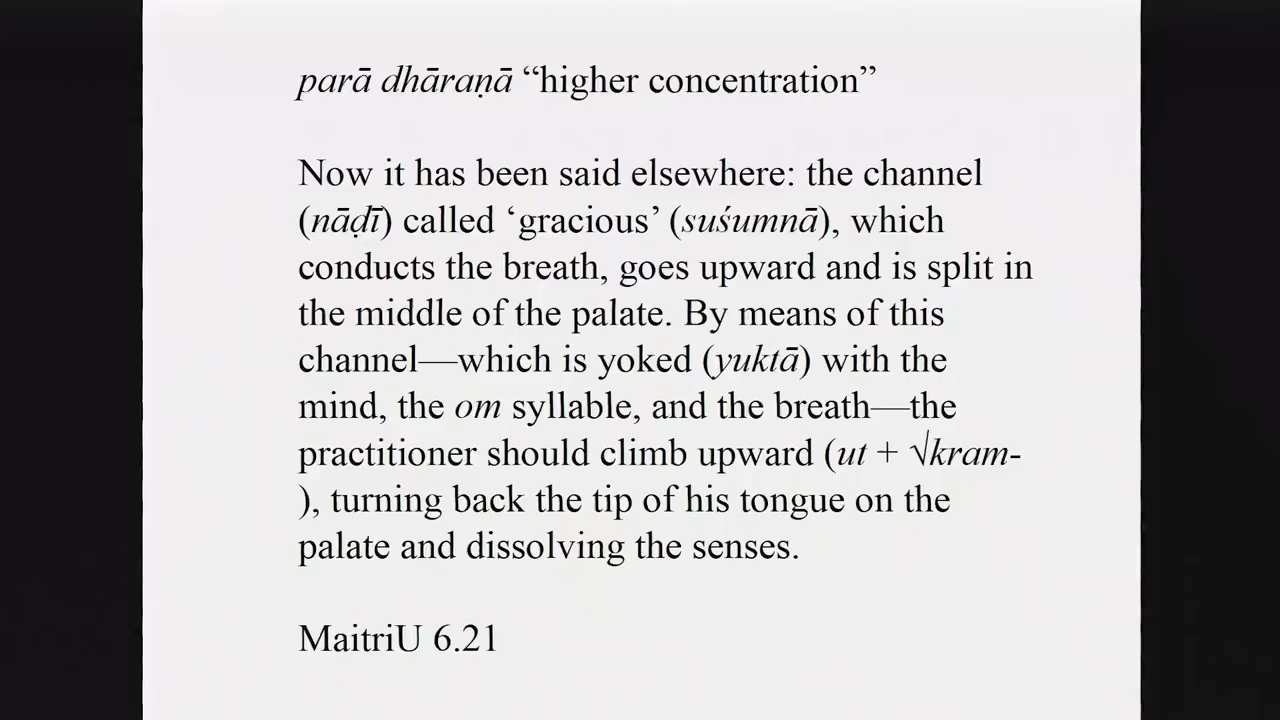 parā dhāraṇā “higher concentration”
Now it has been said elsewhere: the channel
(nāḍī) called ‘gracious’ (suśumnā), which
conducts the breath, goes upward and is split in
the middle of the palate. By means of this
channel—which is yoked (yuktā) with the
mind, the om syllable, and the breath—the
practitioner should climb upward (ut + √kram-
), turning back the tip of his tongue on the
palate and dissolving the senses.
MaitriU 6.21